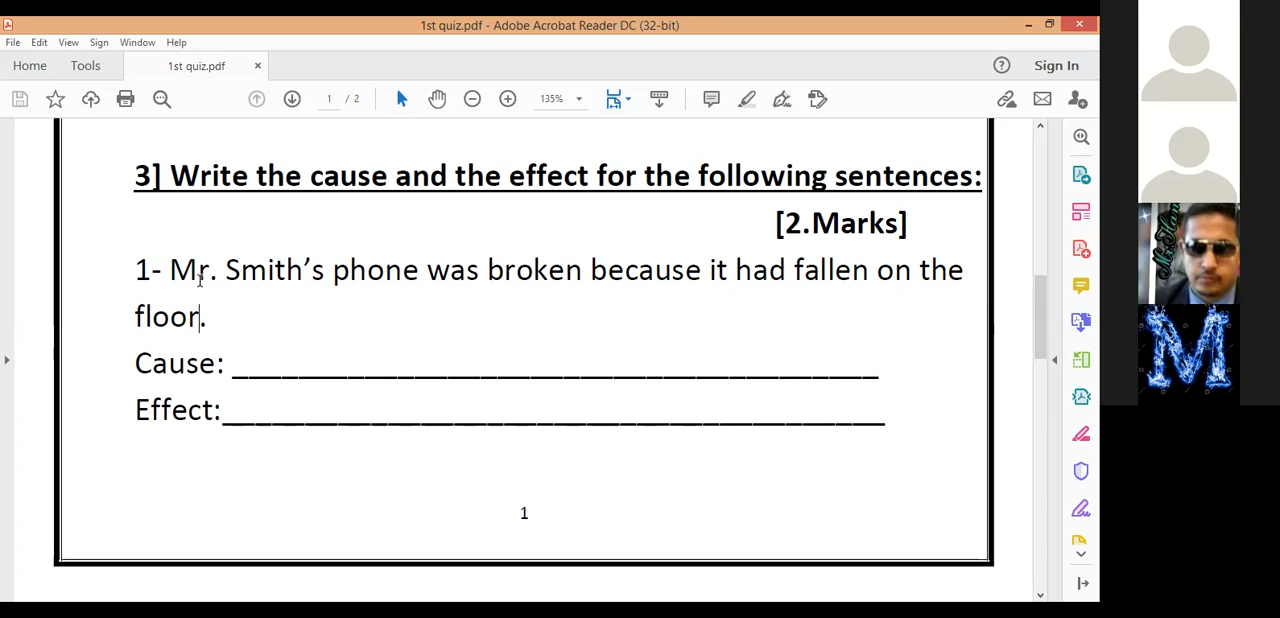 1st quiz.pdf - Adobe Acrobat Reader DC (32-bit)
File Edit View Sign Window Help
Home Tools 1st quiz.pdf × Sign In
1 / 2 135%
3] Write the cause and the effect for the following sentences:
[2.Marks]
1- Mr. Smith’s phone was broken because it had fallen on the
floor.
Cause: _______________________________________
Effect:________________________________________
1
M